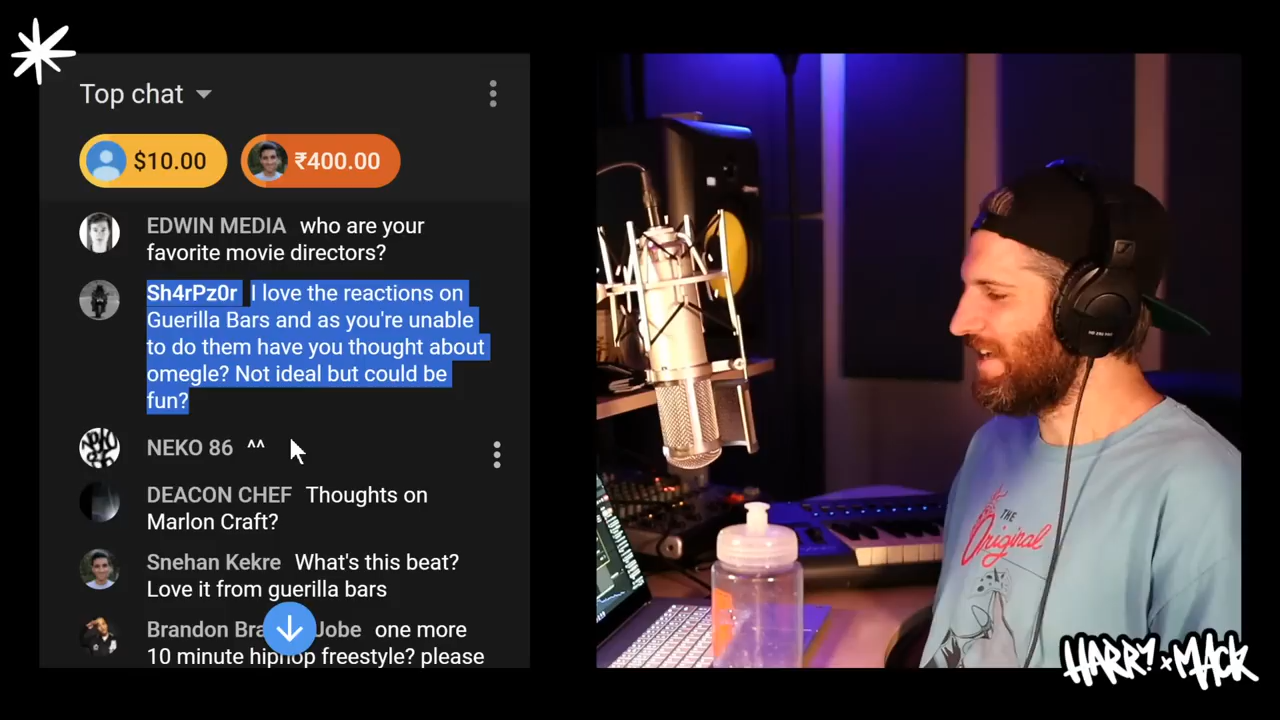 Top chat
$10.00 ₹400.00
EDWIN MEDIA who are your
favorite movie directors?
Sh4rPz0r I love the reactions on
Guerilla Bars and as you're unable
to do them have you thought about
omegle? Not ideal but could be
fun?
NEKO 86 ^^
DEACON CHEF Thoughts on
Marlon Craft?
Snehan Kekre What's this beat?
Love it from guerilla bars
Brandon Bra Jobe one more
10 minute hiphop freestyle? please
THE
Original
HARRY MACK